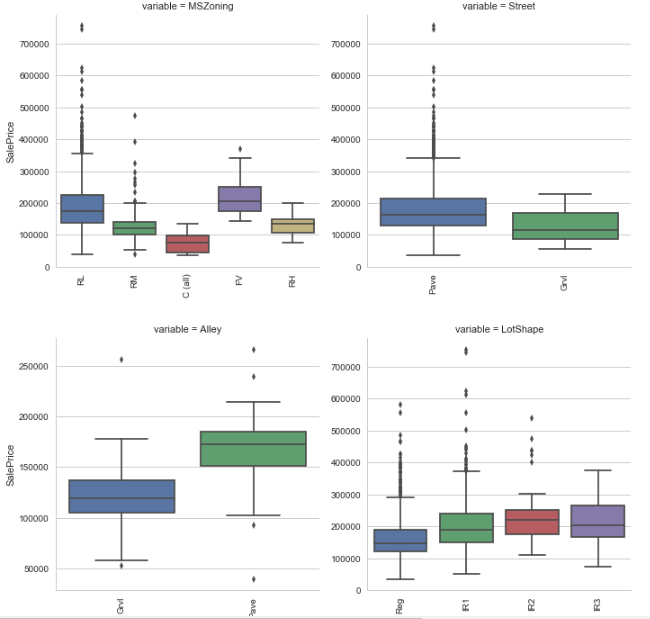 variable = MSZoning
SalePrice
700000
600000
500000
400000
300000
200000
100000
0
RL
RM
C (all)
FV
RH
variable = Street
700000
600000
500000
400000
300000
200000
100000
0
Pave
Grvl
variable = Alley
SalePrice
250000
200000
150000
100000
50000
Grvl
Pave
variable = LotShape
700000
600000
500000
400000
300000
200000
100000
0
Reg
IR1
IR2
IR3